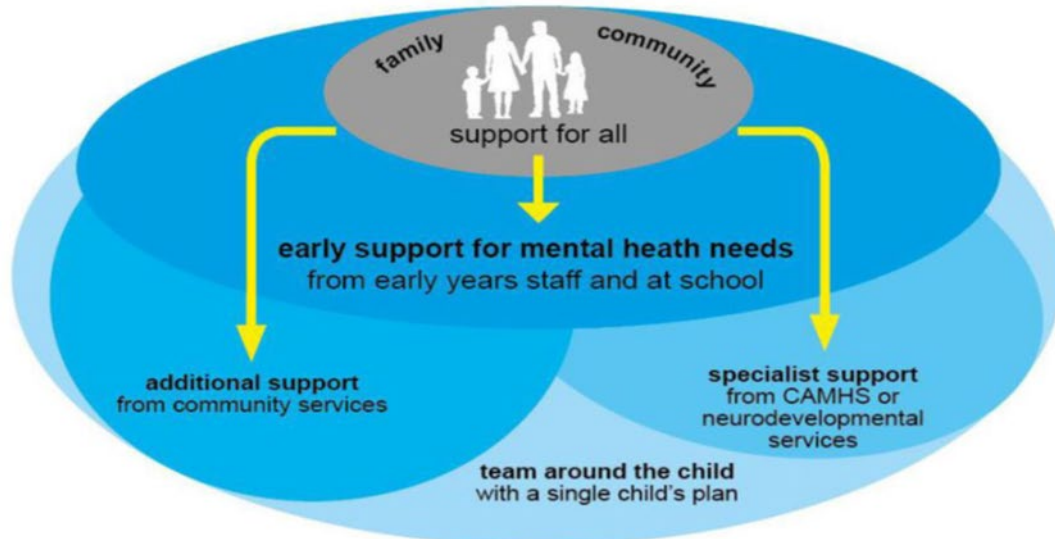 family
community
support for all
early support for mental heath needs
from early years staff and at school
additional support
from community services
specialist support
from CAMHS or
neurodevelopmental
services
team around the child
with a single child's plan